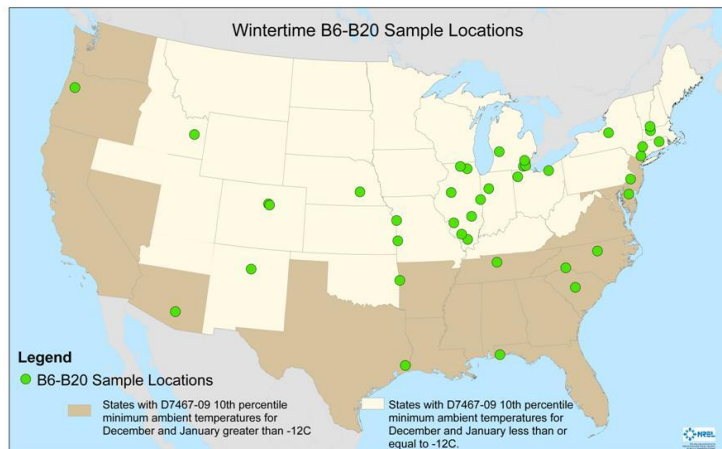 Wintertime B6-B20 Sample Locations
Legend
B6-B20 Sample Locations
States with D7467-09 10th percentile
minimum ambient temperatures for
December and January greater than -12C
States with D7467-09 10th percentile
minimum ambient temperatures for
December and January less than or
equal to -12C.
NREL